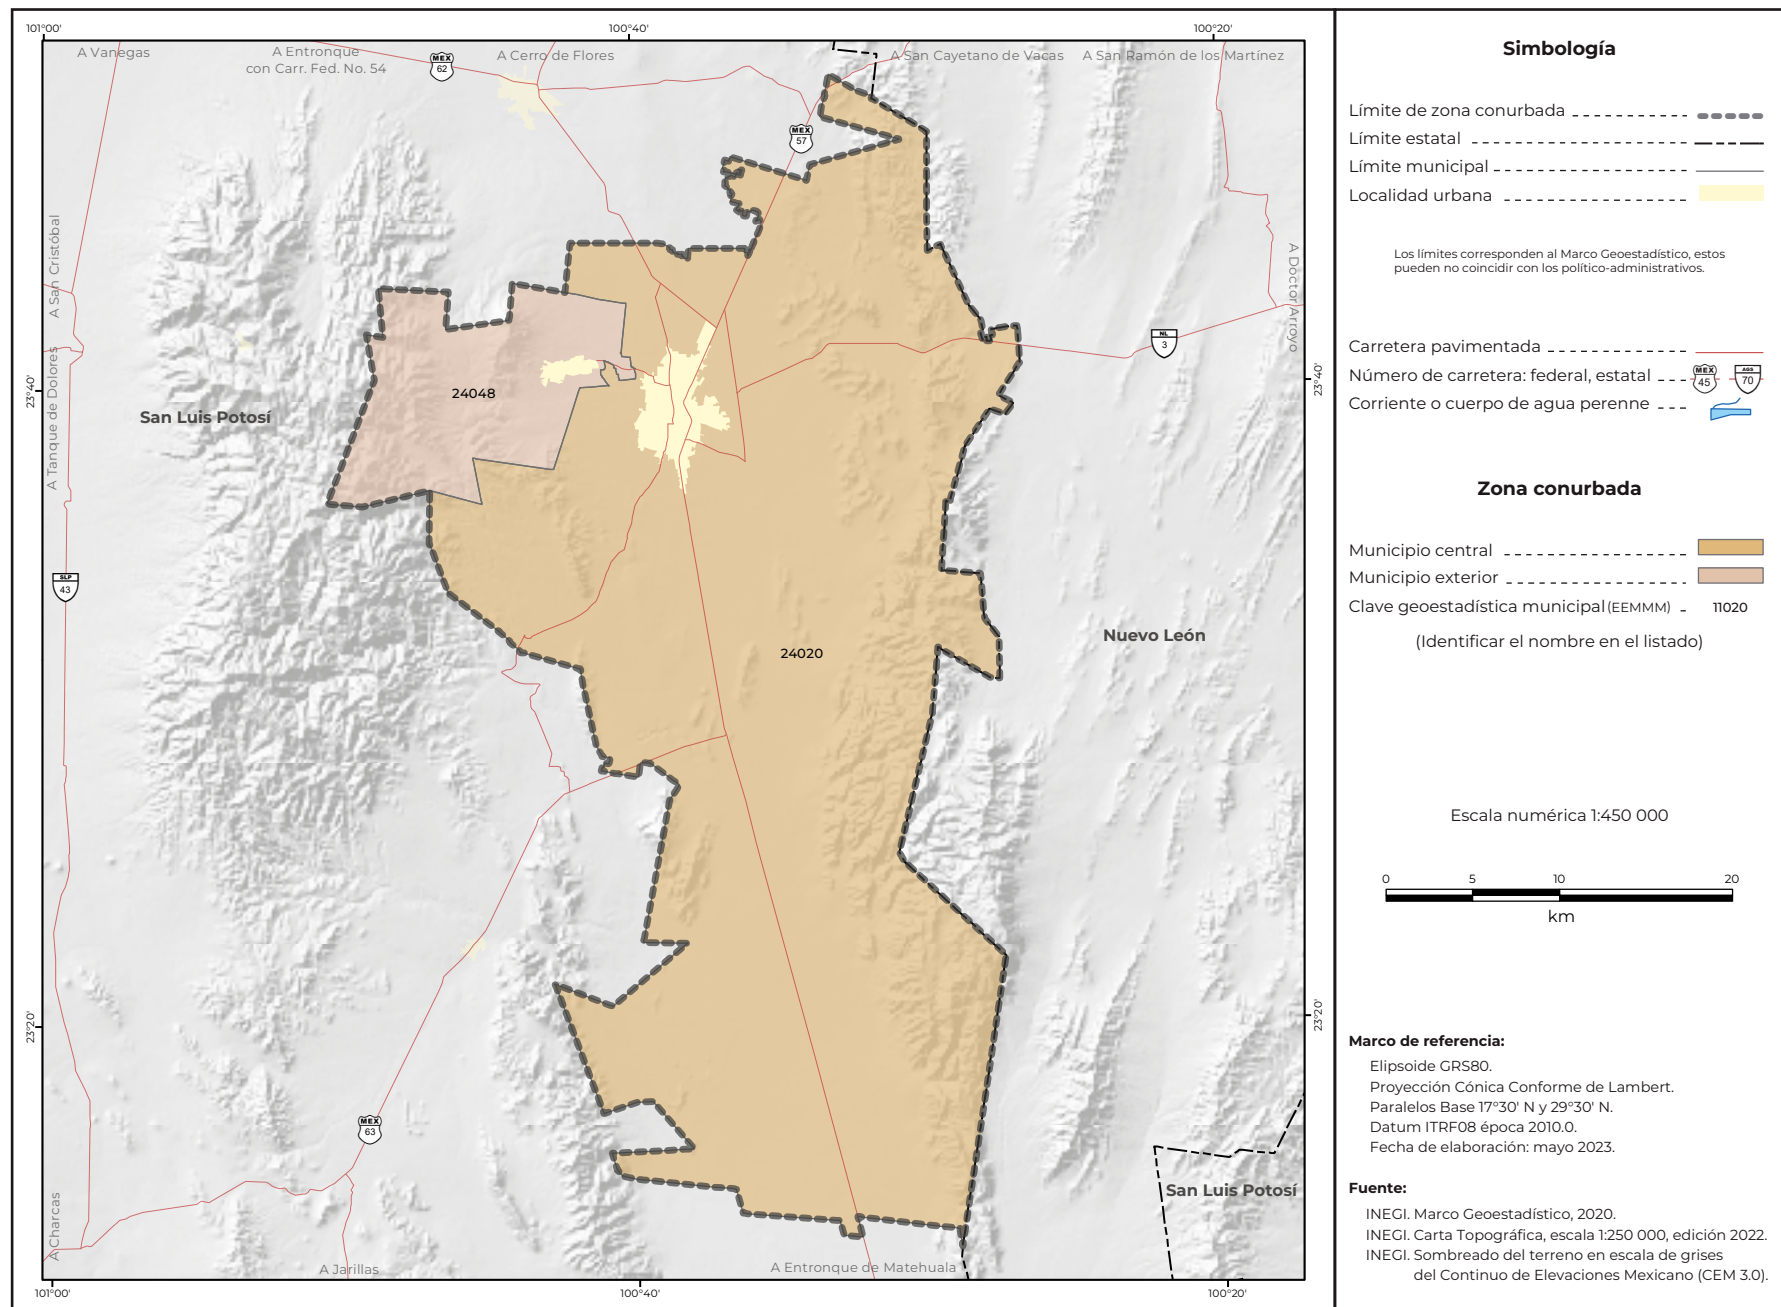 101°00'
100°40'
100°20'
A Vanegas
A Entronque
con Carr. Fed. No. 54
MEX
62
A Cerro de Flores
A San Cayetano de Vacas
A San Ramón de los Martínez
MEX
57
A San Cristóbal
A Doctor Arroyo
NL
3
A Tanque de Dolores
23°40'
23°40'
24048
San Luis Potosí
SLP
43
24020
Nuevo León
23°20'
23°20'
MEX
63
San Luis Potosí
A Charcas
A Jarillas
A Entronque de Matehuala
101°00'
100°40'
100°20'
Simbología
Límite de zona conurbada
Límite estatal
Límite municipal
Localidad urbana
Los límites corresponden al Marco Geoestadístico, estos
pueden no coincidir con los político-administrativos.
Carretera pavimentada
Número de carretera: federal, estatal
MEX
45
AGS
70
Corriente o cuerpo de agua perenne
Zona conurbada
Municipio central
Municipio exterior
Clave geoestadística municipal (EEMMM) 11020
(Identificar el nombre en el listado)
Escala numérica 1:450 000
0 5 10 20
km
Marco de referencia:
Elipsoide GRS80.
Proyección Cónica Conforme de Lambert.
Paralelos Base 17°30' N y 29°30' N.
Datum ITRF08 época 2010.0.
Fecha de elaboración: mayo 2023.
Fuente:
INEGI. Marco Geoestadístico, 2020.
INEGI. Carta Topográfica, escala 1:250 000, edición 2022.
INEGI. Sombreado del terreno en escala de grises
del Continuo de Elevaciones Mexicano (CEM 3.0).